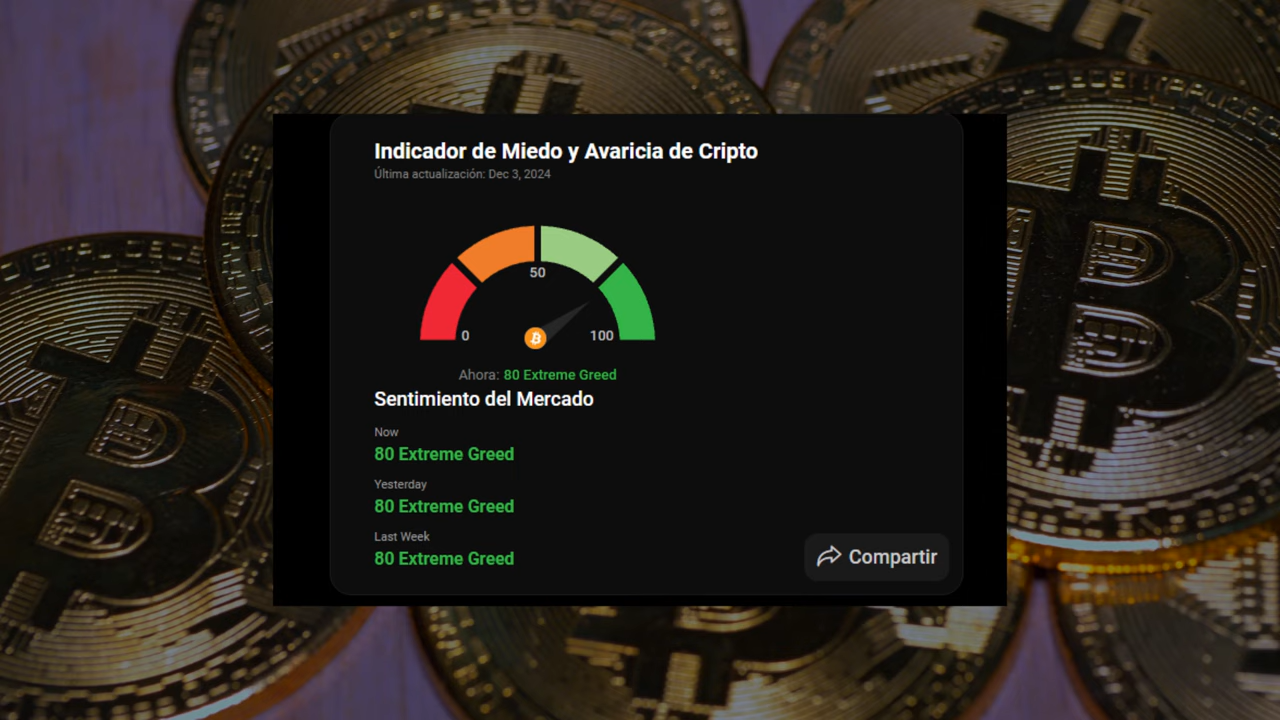 Indicador de Miedo y Avaricia de Cripto
Última actualización: Dec 3, 2024
50
0
100
Ahora: 80 Extreme Greed
Sentimiento del Mercado
Now
80 Extreme Greed
Yesterday
80 Extreme Greed
Last Week
80 Extreme Greed
Compartir